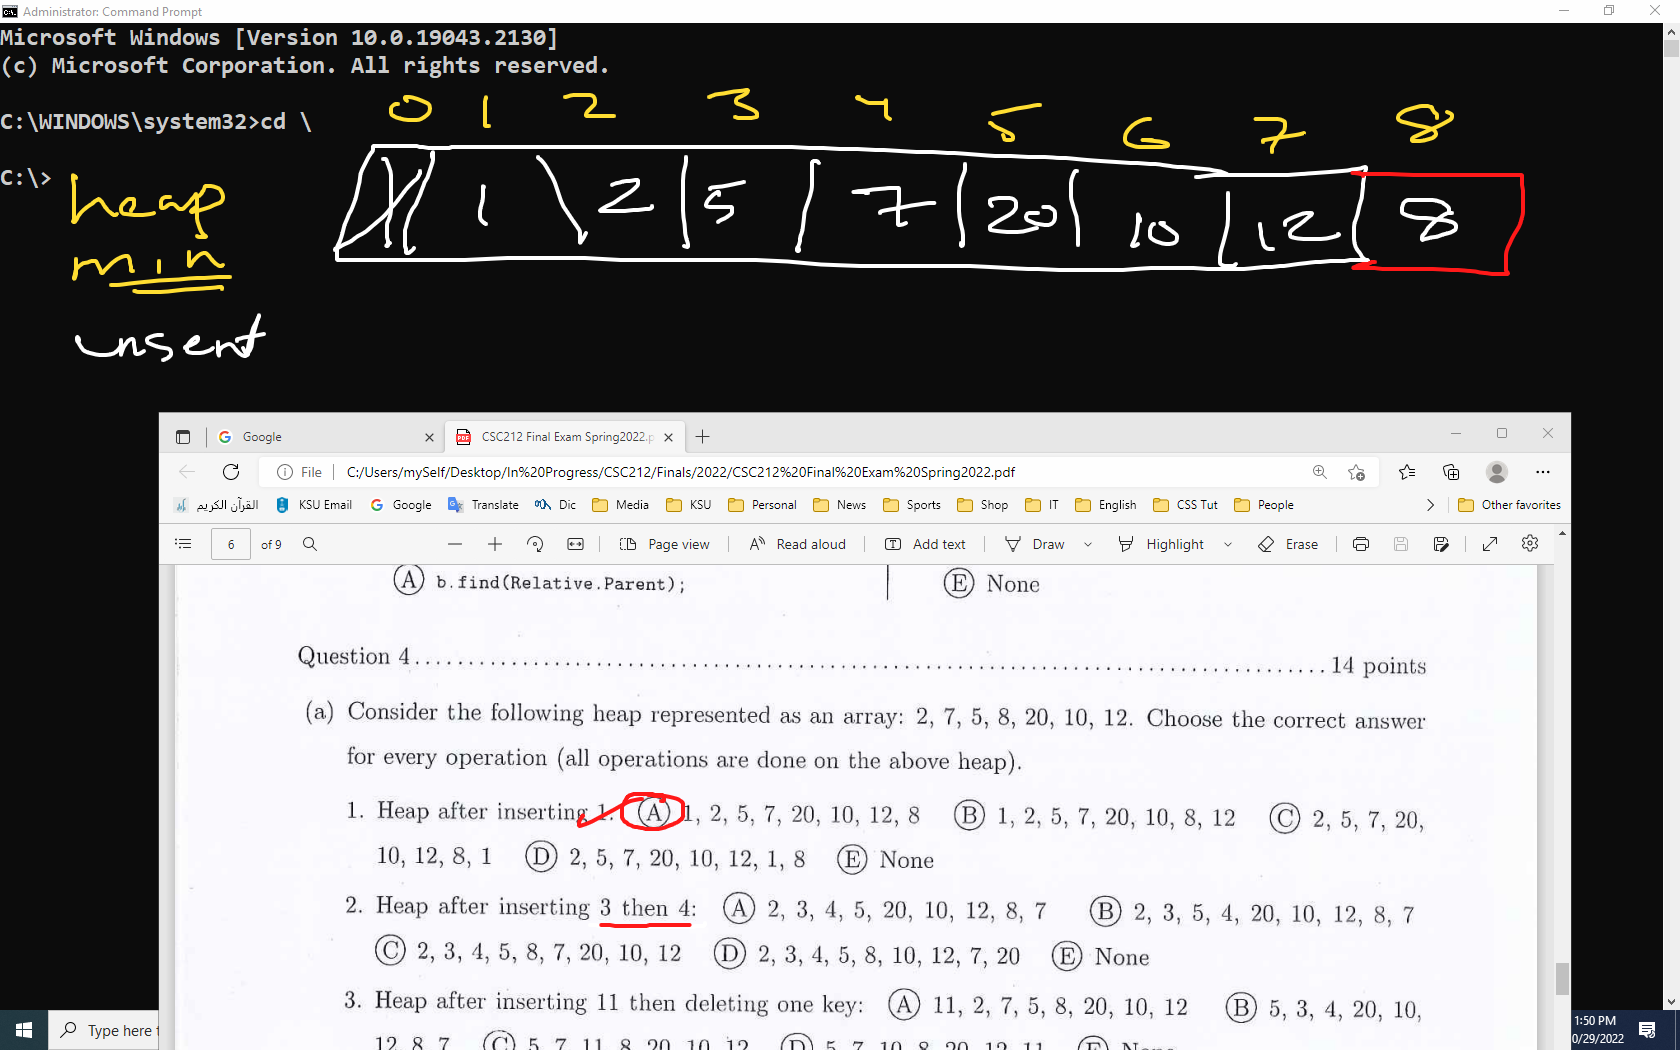 Administrator: Command Prompt
Microsoft Windows [Version 10.0.19043.2130]
(c) Microsoft Corporation. All rights reserved.
C:\WINDOWS\system32>cd \
C:\>
0 1 2 3 4 5 6 7 8
1 2 5 7 20 10 12 8
heap
min
insert
Google
CSC212 Final Exam Spring2022.p
File C:/Users/mySelf/Desktop/In%20Progress/CSC212/Finals/2022/CSC212%20Final%20Exam%20Spring2022.pdf
القرآن الكريم KSU Email Google Translate Dic Media KSU Personal News Sports Shop IT English CSS Tut People Other favorites
6 of 9 Page view Read aloud Add text Draw Highlight Erase
A b.find(Relative.Parent); E None
Question 4 14 points
(a) Consider the following heap represented as an array: 2, 7, 5, 8, 20, 10, 12. Choose the correct answer
for every operation (all operations are done on the above heap).
1. Heap after inserting 1: A 1, 2, 5, 7, 20, 10, 12, 8 B 1, 2, 5, 7, 20, 10, 8, 12 C 2, 5, 7, 20,
10, 12, 8, 1 D 2, 5, 7, 20, 10, 12, 1, 8 E None
2. Heap after inserting 3 then 4: A 2, 3, 4, 5, 20, 10, 12, 8, 7 B 2, 3, 5, 4, 20, 10, 12, 8, 7
C 2, 3, 4, 5, 8, 7, 20, 10, 12 D 2, 3, 4, 5, 8, 10, 12, 7, 20 E None
3. Heap after inserting 11 then deleting one key: A 11, 2, 7, 5, 8, 20, 10, 12 B 5, 3, 4, 20, 10,
12, 8, 7 C 5, 7, 11, 8, 20, 10, 12 D 5, 7, 10, 8, 20, 12, 11 E None
Type here
1:50 PM
0/29/2022